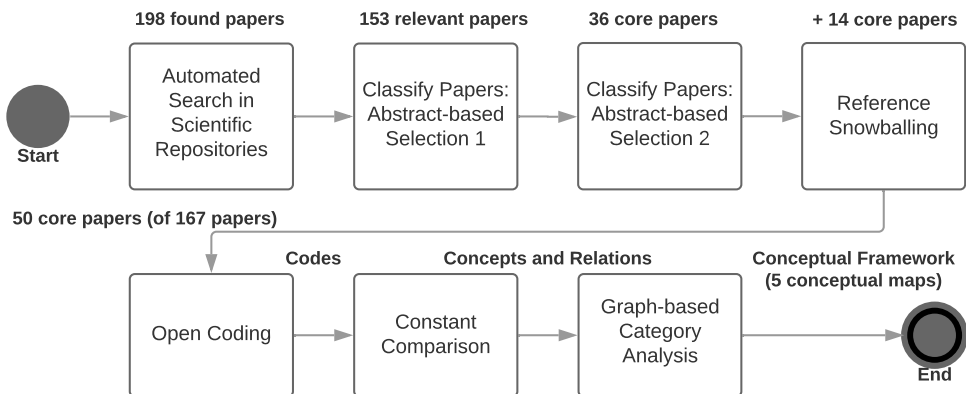 198 found papers
153 relevant papers
36 core papers
+ 14 core papers
Start
Automated
Search in
Scientific
Repositories
Classify Papers:
Abstract-based
Selection 1
Classify Papers:
Abstract-based
Selection 2
Reference
Snowballing
50 core papers (of 167 papers)
Codes
Concepts and Relations
Conceptual Framework
(5 conceptual maps)
Open Coding
Constant
Comparison
Graph-based
Category
Analysis
End